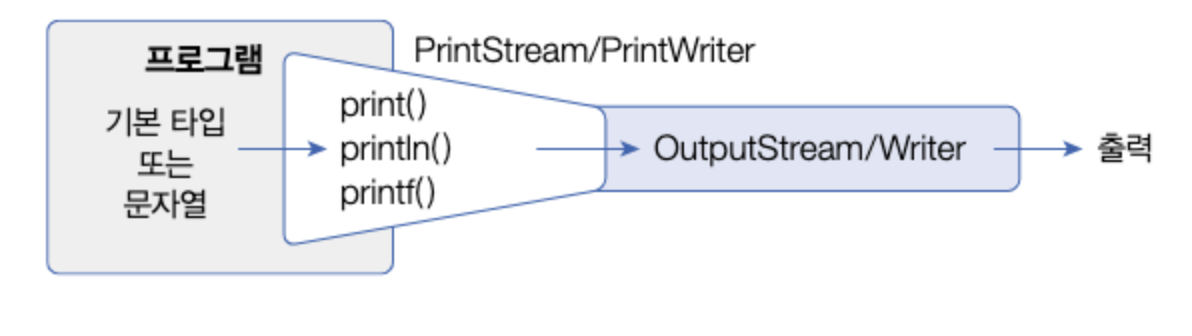 프로그램
기본 타입
또는
문자열
PrintStream/PrintWriter
print()
println()
printf()
OutputStream/Writer
출력